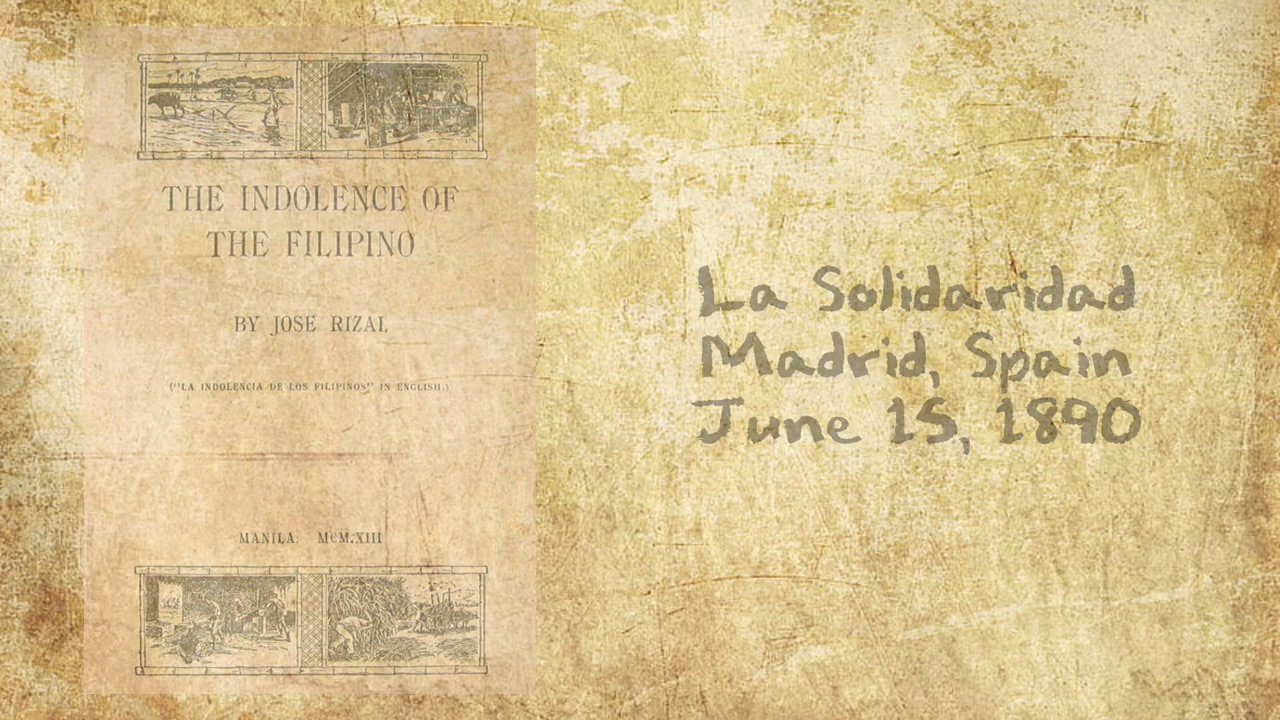 THE INDOLENCE OF
THE FILIPINO
BY JOSE RIZAL
("LA INDOLENCIA DE LOS FILIPINOS" IN ENGLISH.)
MANILA: MCM.XIII
La Solidaridad
Madrid, Spain
June 15, 1890